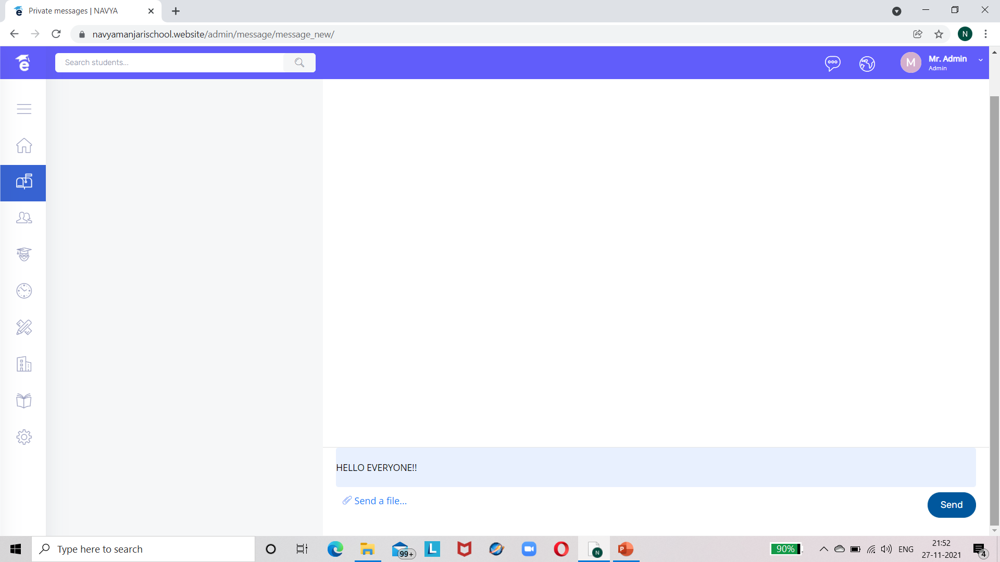 Private messages | NAVYA
navyamanjarischool.website/admin/message/message_new/
N
Search students...
M
Mr. Admin
Admin
HELLO EVERYONE!!
Send a file...
Send
Type here to search
99+
L
N
P
90%
ENG
21:52
27-11-2021
4